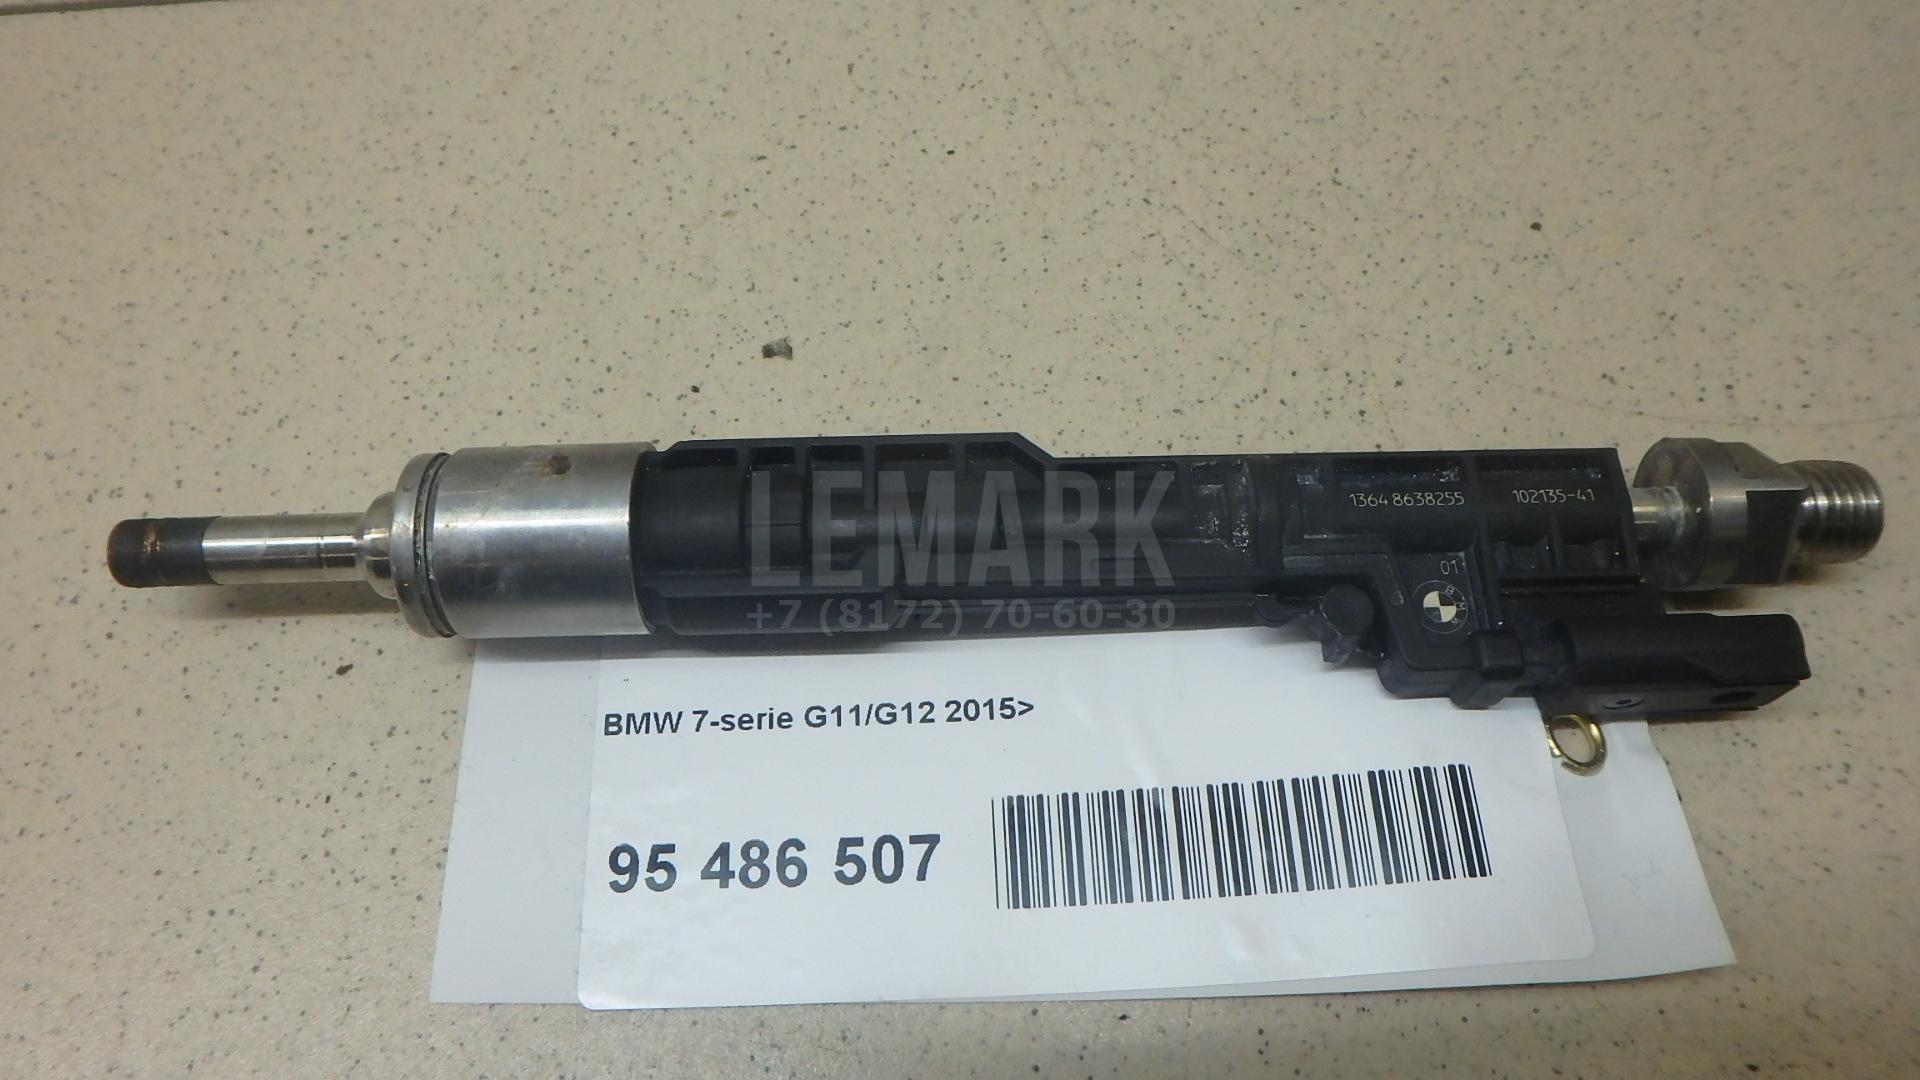 LEMARK
+7 (8172) 70-60-30
1364 8638255 102135-41
01
BMW
BMW 7-serie G11/G12 2015>
95 486 507